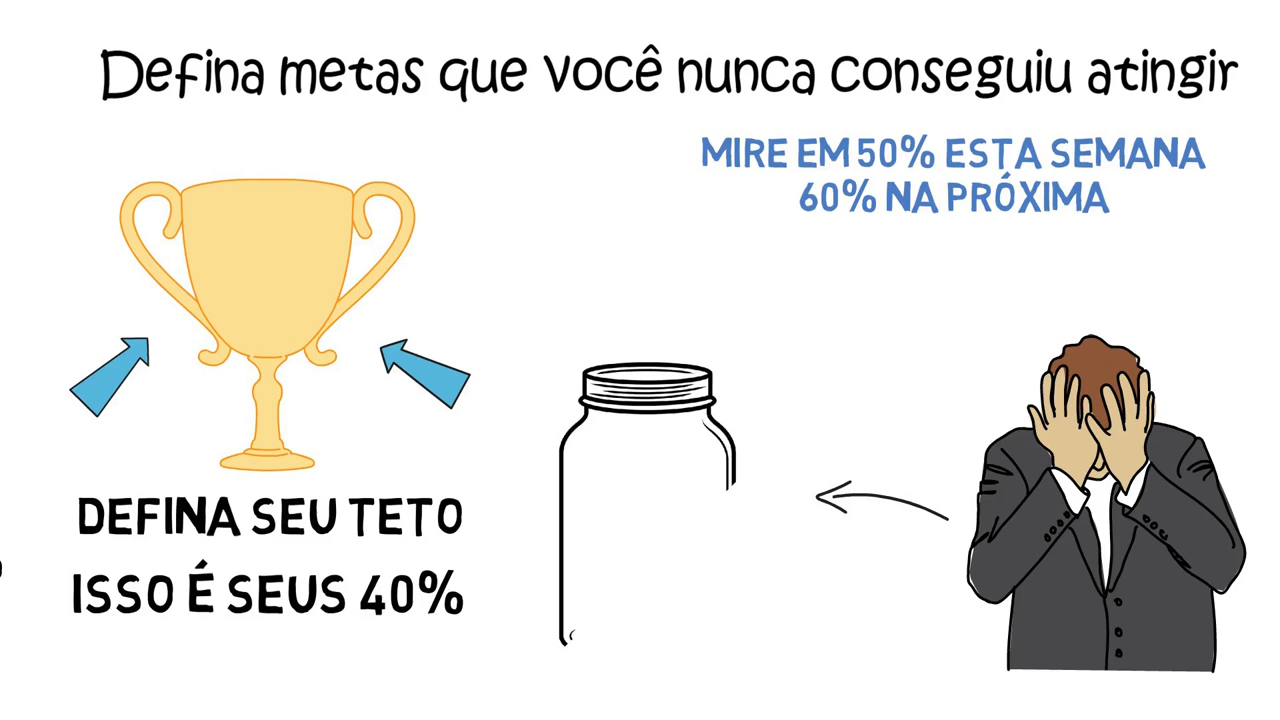 Defina metas que você nunca conseguiu atingir
MIRE EM 50% ESTA SEMANA
60% NA PRÓXIMA
DEFINA SEU TETO
ISSO É SEUS 40%